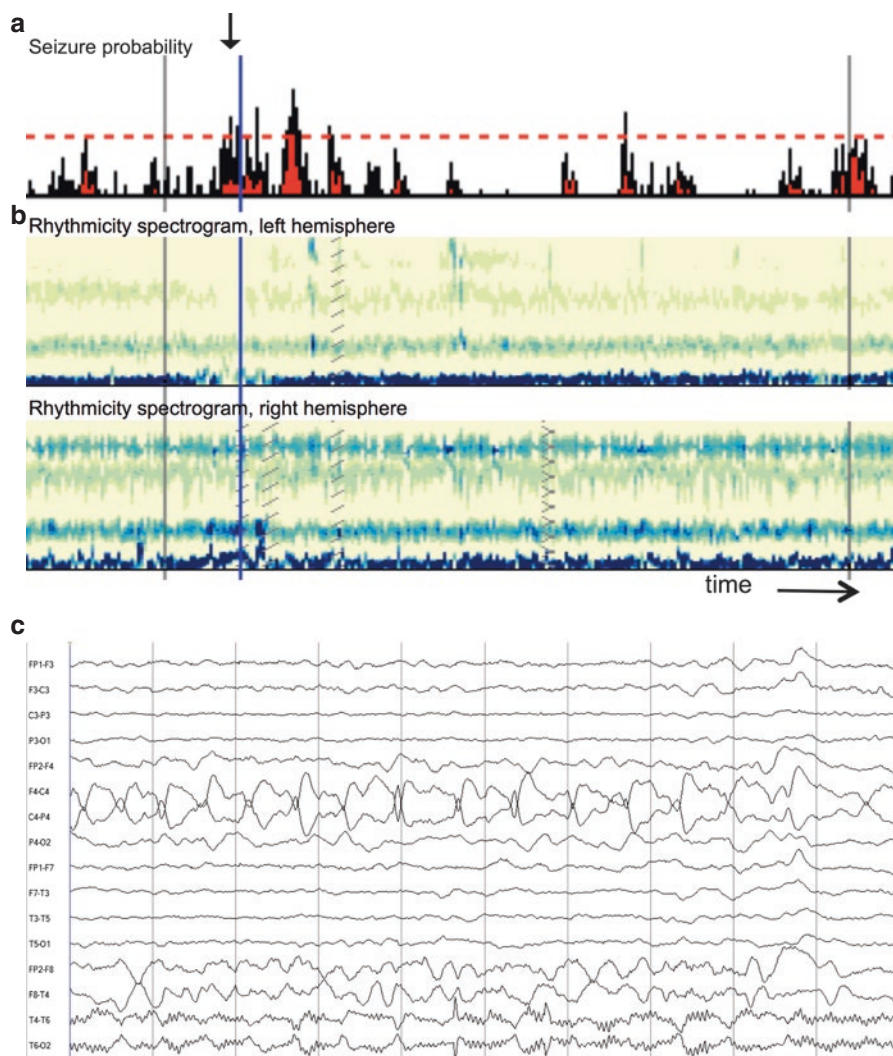 a
Seizure probability
b
Rhythmicity spectrogram, left hemisphere
Rhythmicity spectrogram, right hemisphere
time
c
FP1-F3
F3-C3
C3-P3
P3-O1
FP2-F4
F4-C4
C4-P4
P4-O2
FP1-F7
F7-T3
T3-T5
T5-O1
FP2-F8
F8-T4
T4-T6
T6-O2